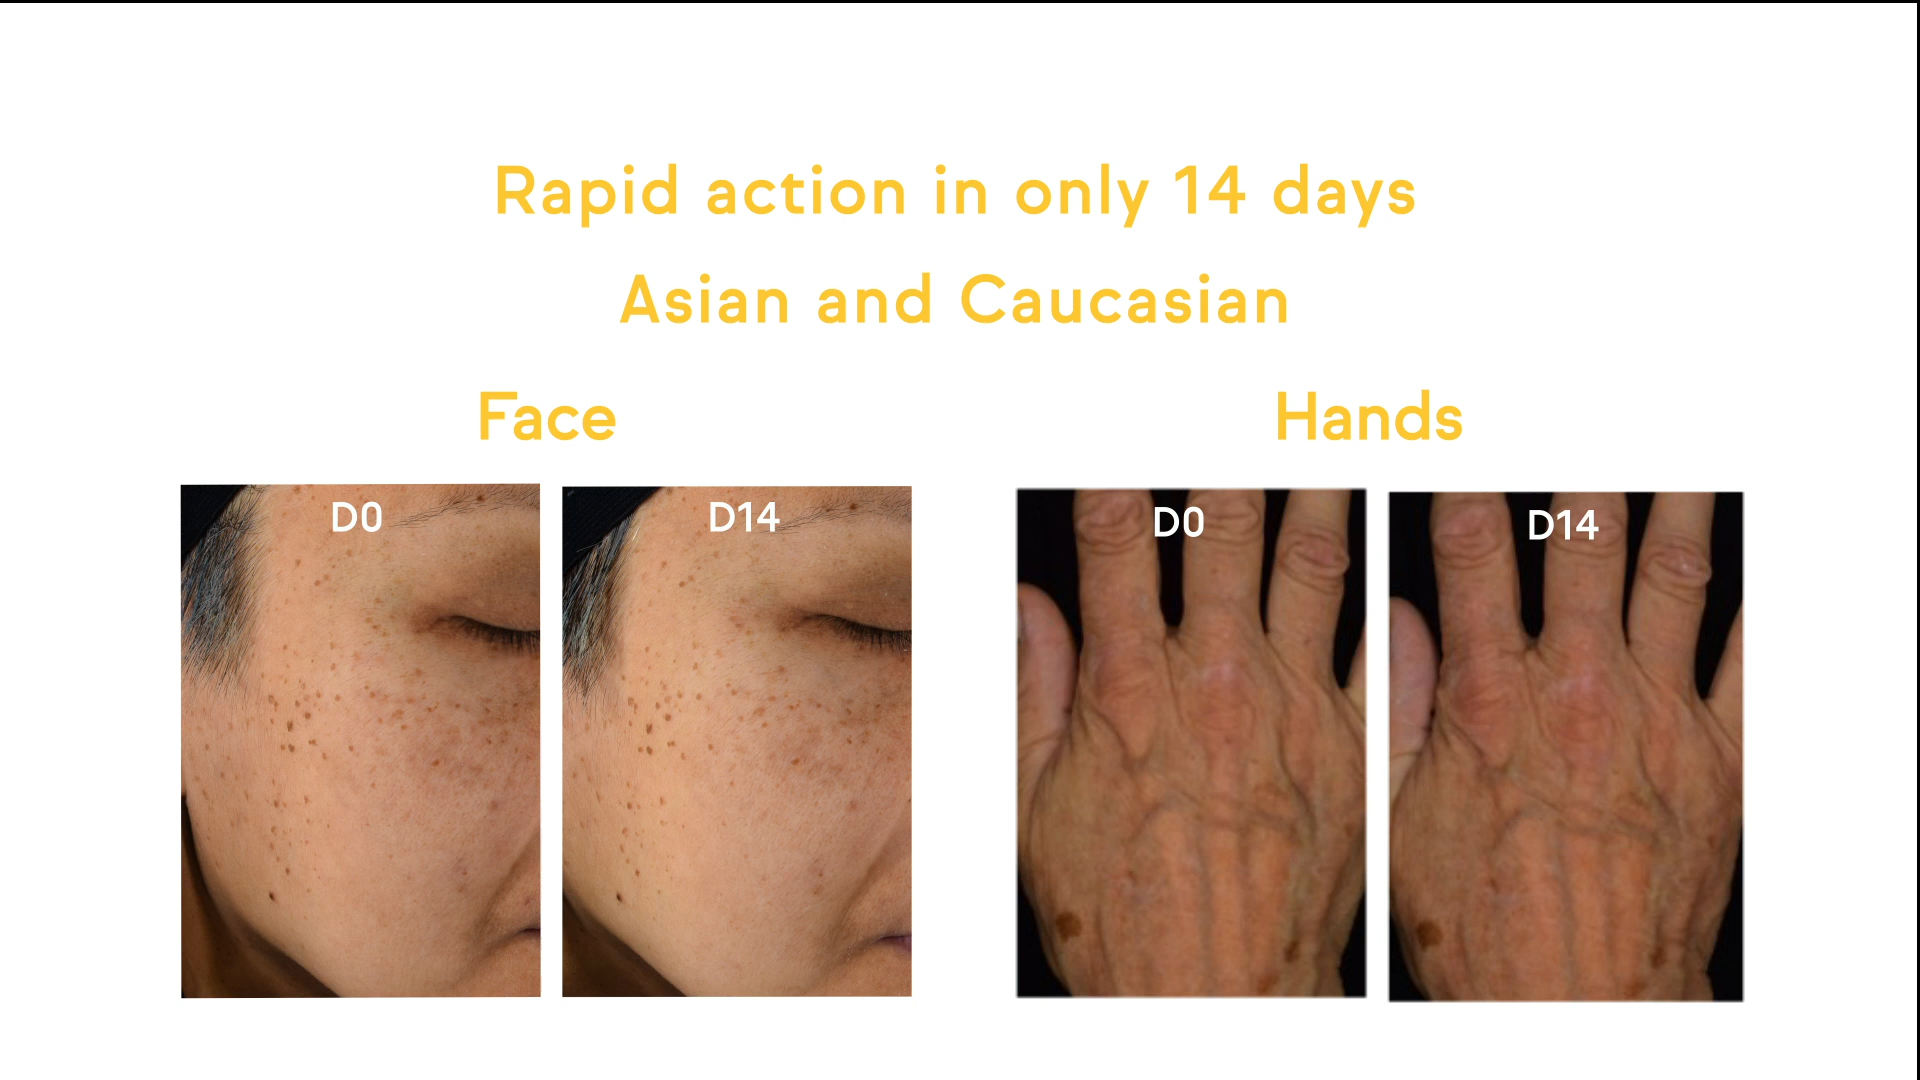 Rapid action in only 14 days
Asian and Caucasian
Face
Hands
D0
D14
D0
D14